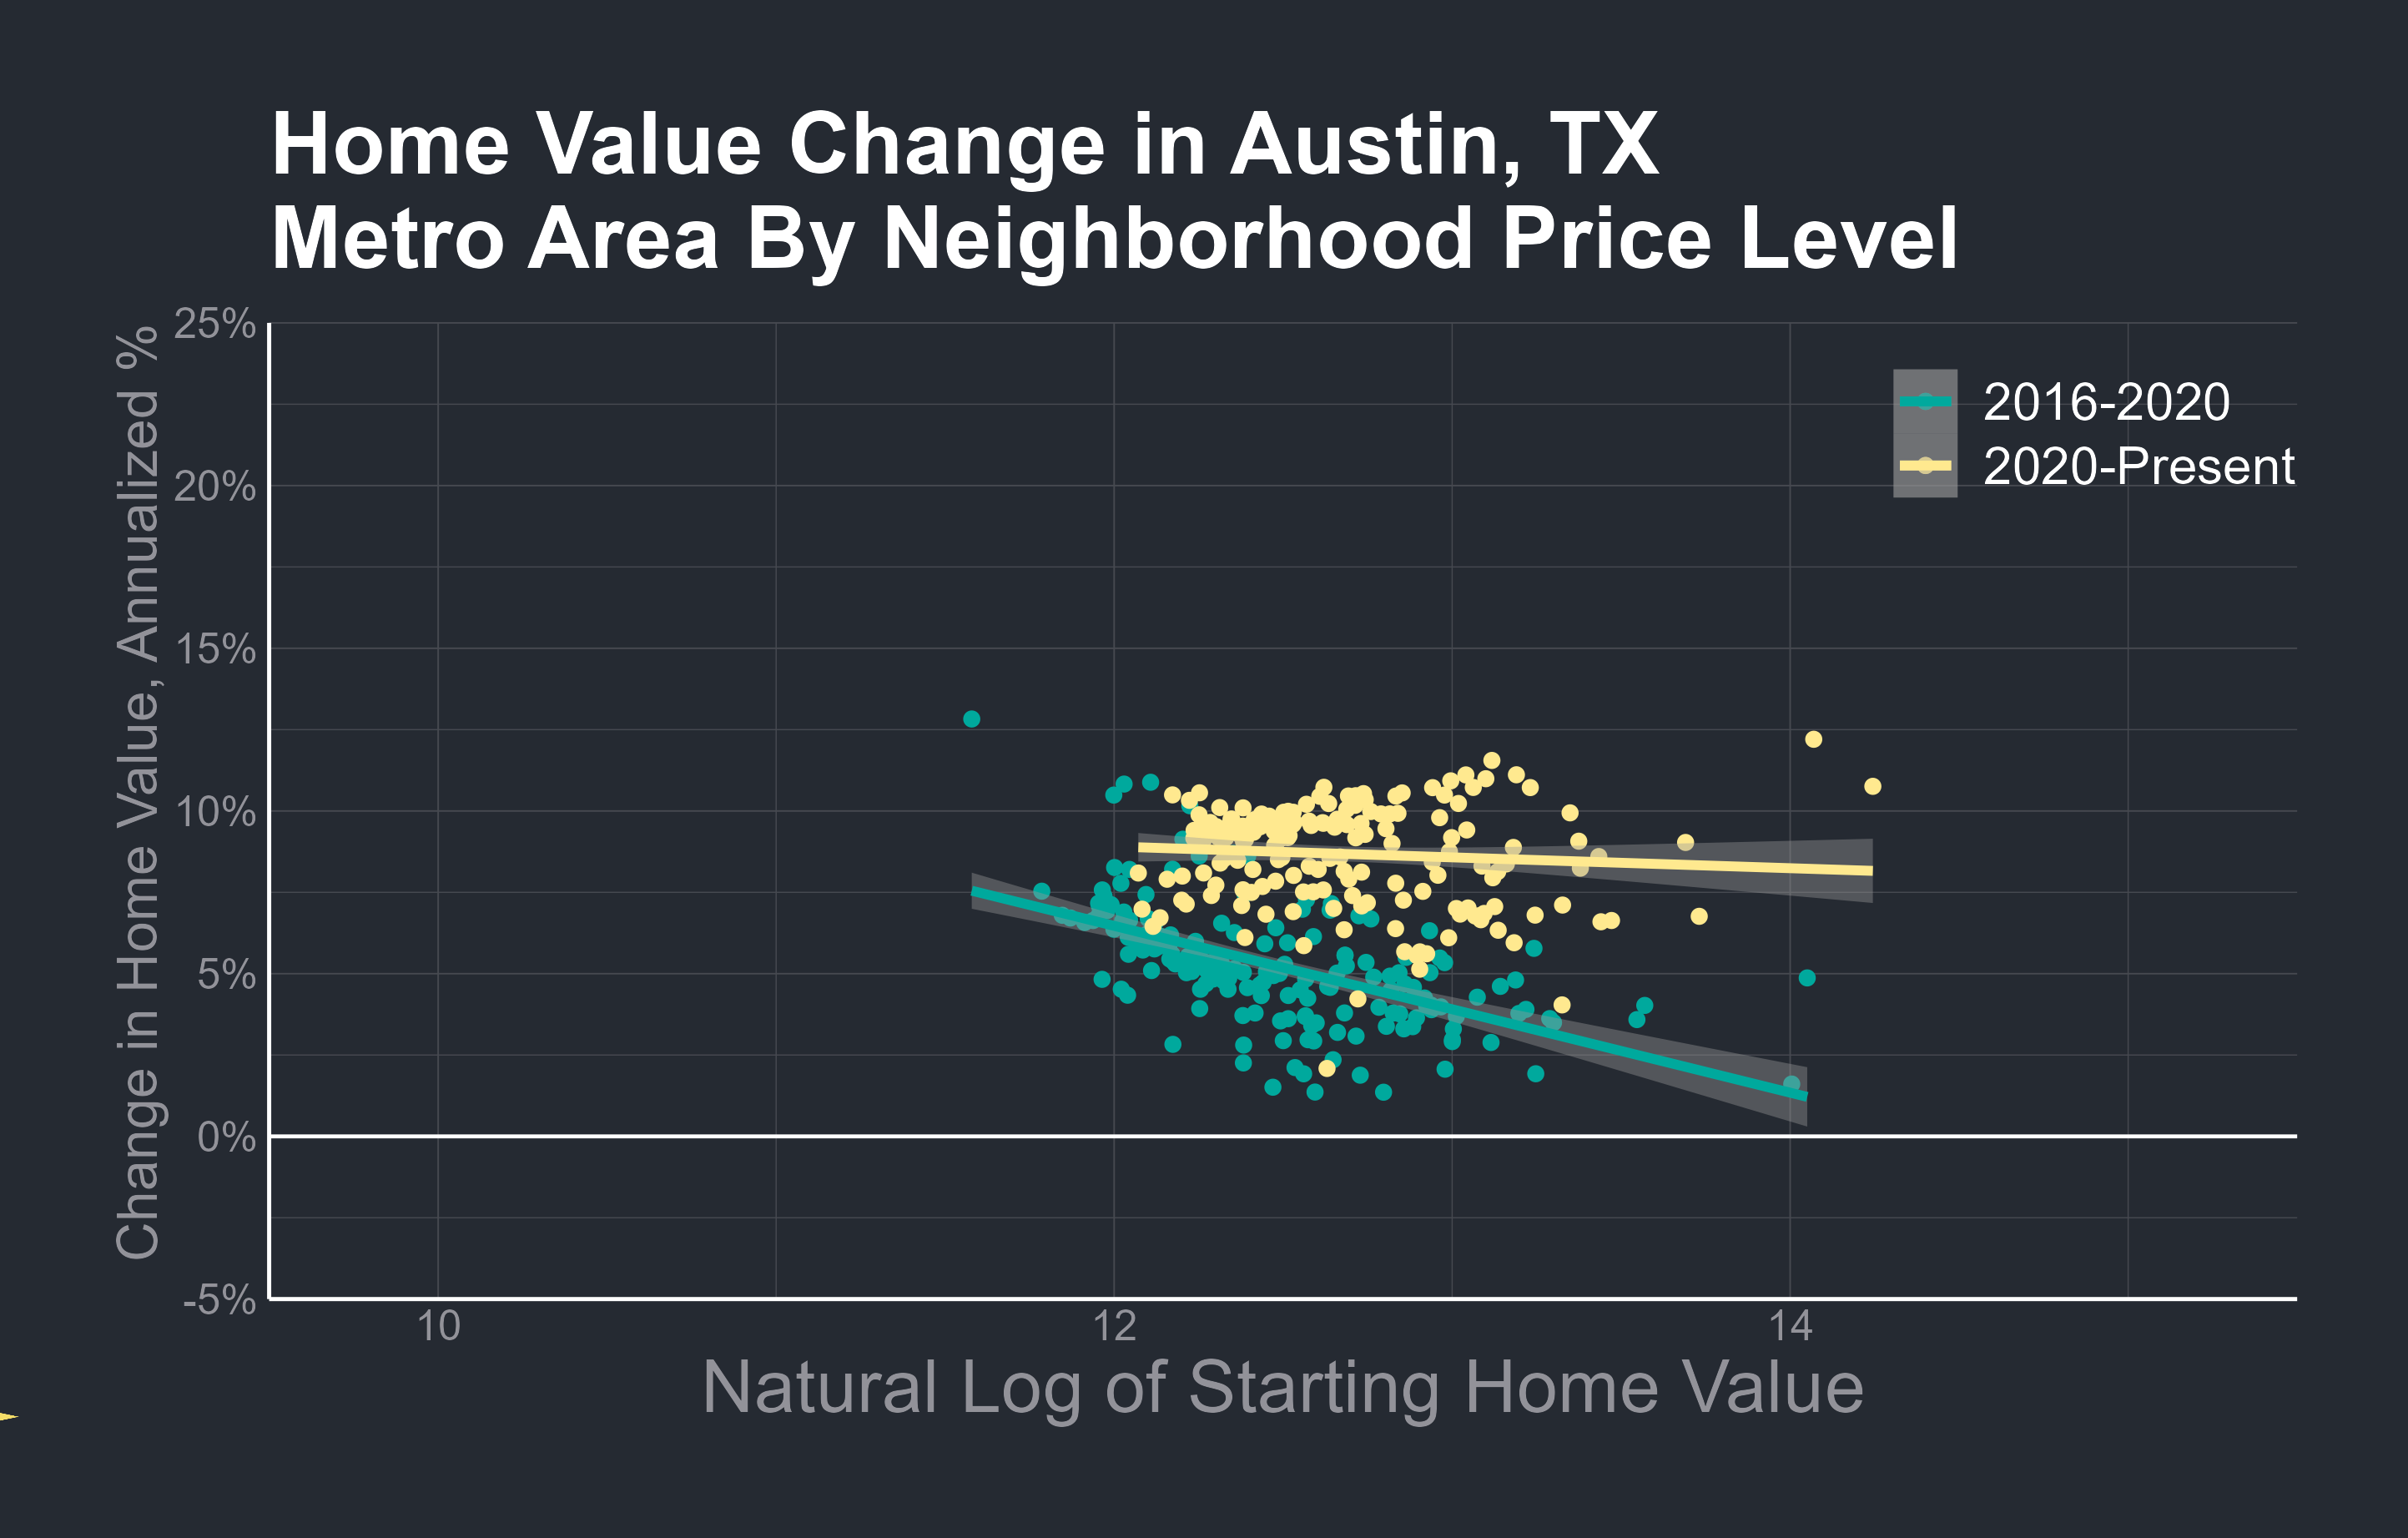 Home Value Change in Austin, TX
Metro Area By Neighborhood Price Level
Change in Home Value, Annualized %
25%
20%
15%
10%
5%
0%
-5%
2016-2020
2020-Present
10
12
14
Natural Log of Starting Home Value